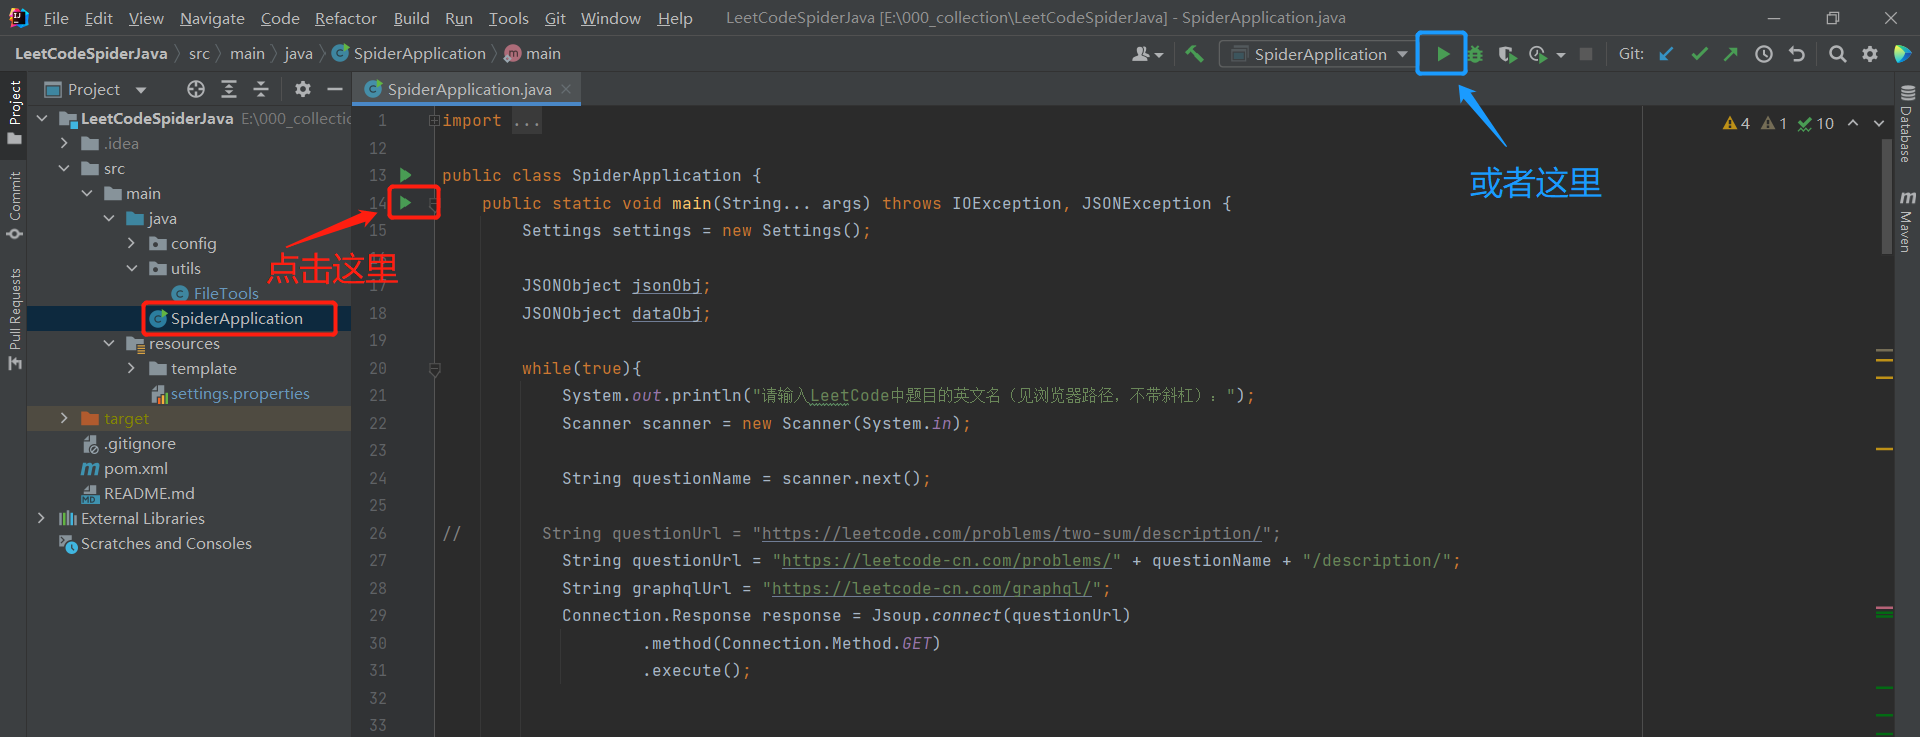 File Edit View Navigate Code Refactor Build Run Tools Git Window Help LeetCodeSpiderJava [E:\000_collection\LeetCodeSpiderJava] - SpiderApplication.java
LeetCodeSpiderJava src main java SpiderApplication main SpiderApplication Git:
Project
SpiderApplication.java
LeetCodeSpiderJava E:\000_collectic
.idea
src
main
java
config
utils
FileTools
SpiderApplication
resources
template
settings.properties
target
.gitignore
pom.xml
README.md
External Libraries
Scratches and Consoles
Project
Commit
Pull Requests
点击这里
或者这里
4 1 10
Database
Maven
1 import ...
12
13 public class SpiderApplication {
14 public static void main(String... args) throws IOException, JSONException {
15 Settings settings = new Settings();
17 JSONObject jsonObj;
18 JSONObject dataObj;
19
20 while(true){
21 System.out.println("请输入LeetCode中题目的英文名（见浏览器路径，不带斜杠）：");
22 Scanner scanner = new Scanner(System.in);
23
24 String questionName = scanner.next();
25
26 // String questionUrl = "https://leetcode.com/problems/two-sum/description/";
27 String questionUrl = "https://leetcode-cn.com/problems/" + questionName + "/description/";
28 String graphqlUrl = "https://leetcode-cn.com/graphql/";
29 Connection.Response response = Jsoup.connect(questionUrl)
30 .method(Connection.Method.GET)
31 .execute();
32
33